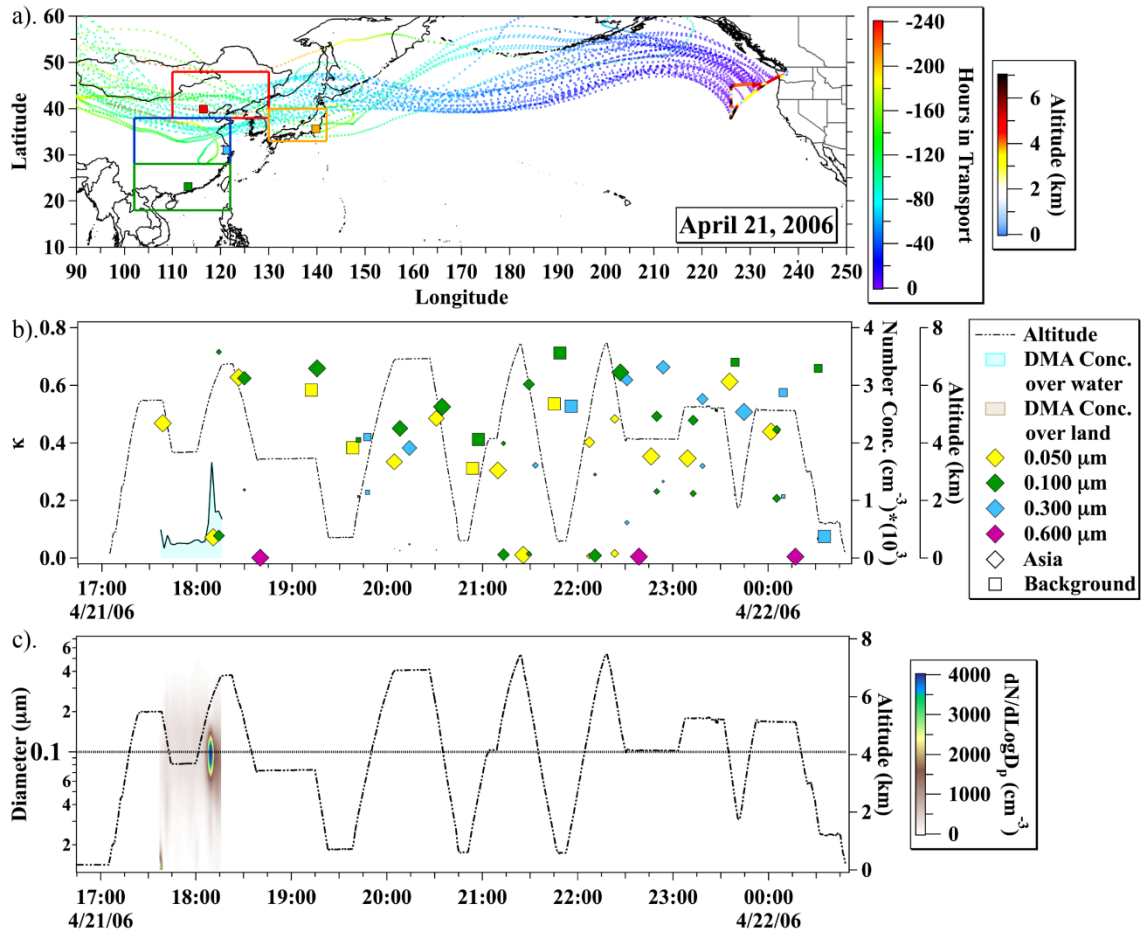 a).
60
50
40
30
20
10
Latitude
90 100 110 120 130 140 150 160 170 180 190 200 210 220 230 240 250
Longitude
April 21, 2006
-240
-200
-160
-120
-80
-40
0
Hours in Transport
6
4
2
0
Altitude (km)
b).
0.8
0.6
0.4
0.2
0.0
κ
4
3
2
1
0
Number Conc. (cm⁻³)*(10³)
8
6
4
2
0
Altitude (km)
17:00 18:00 19:00 20:00 21:00 22:00 23:00 00:00
4/21/06 4/22/06
Altitude
DMA Conc.
over water
DMA Conc.
over land
0.050 μm
0.100 μm
0.300 μm
0.600 μm
Asia
Background
c).
6
4
2
0.1
6
4
2
Diameter (μm)
8
6
4
2
0
Altitude (km)
17:00 18:00 19:00 20:00 21:00 22:00 23:00 00:00
4/21/06 4/22/06
4000
3000
2000
1000
0
dN/dLogDₚ (cm⁻³)